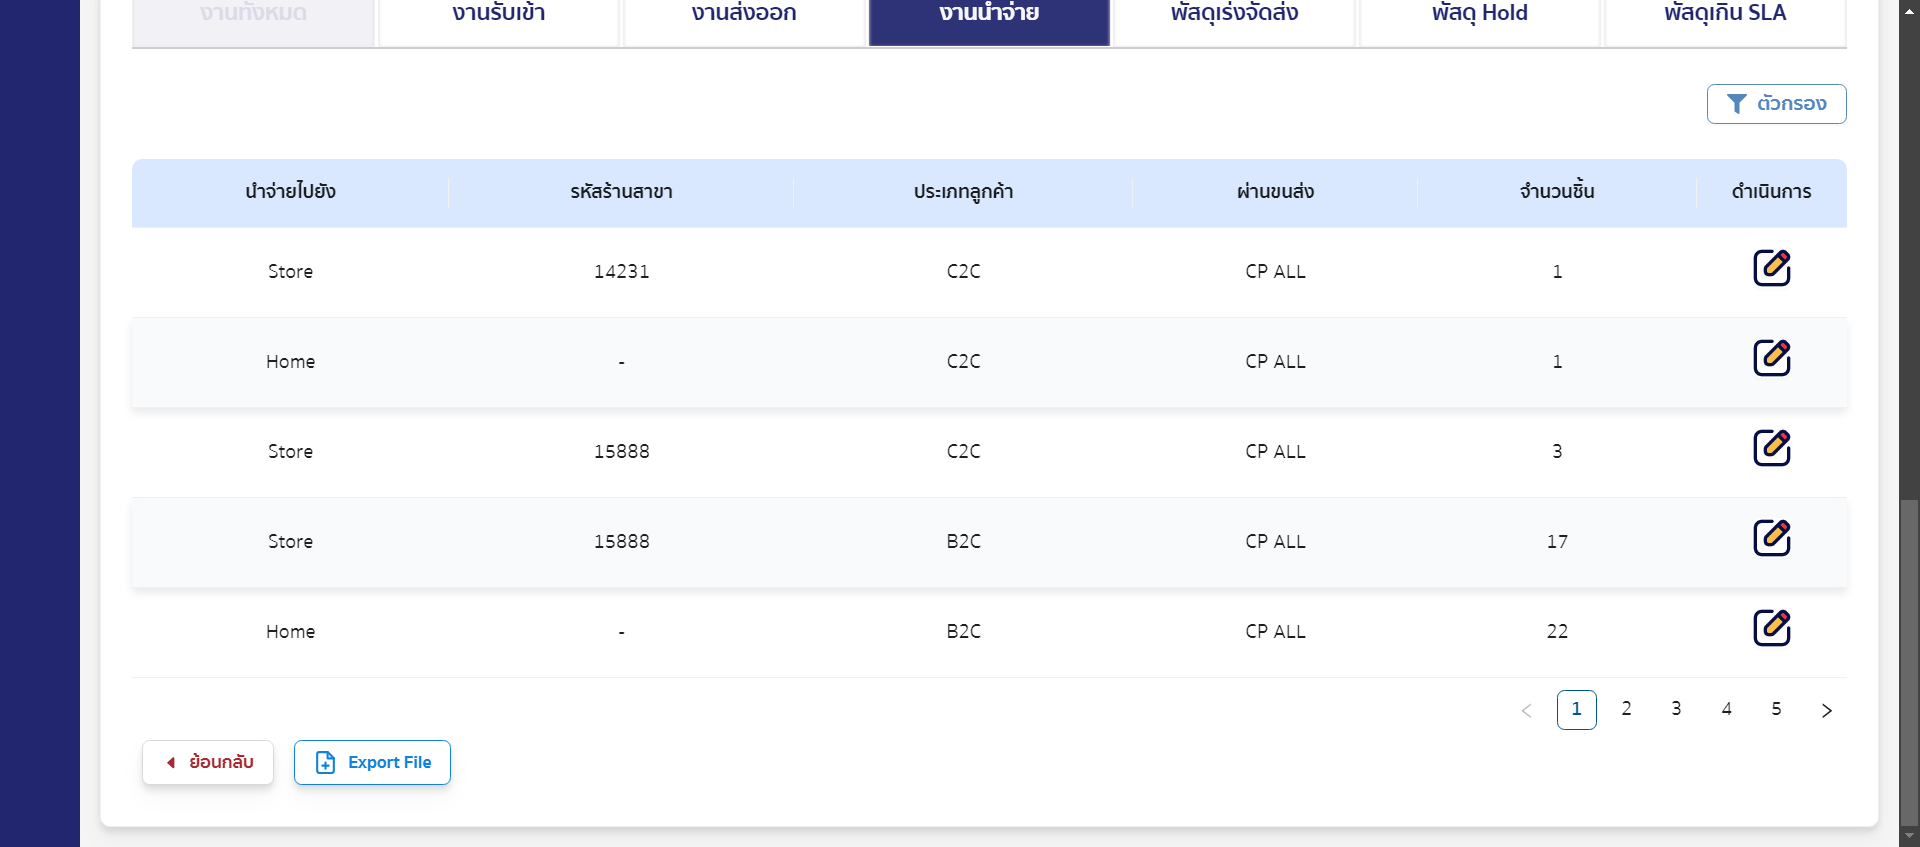 งานทั้งหมด งานรับเข้า งานส่งออก งานนำจ่าย พัสดุเร่งจัดส่ง พัสดุ Hold พัสดุเกิน SLA
ตัวกรอง
นำจ่ายไปยัง รหัสร้านสาขา ประเภทลูกค้า ผ่านขนส่ง จำนวนชิ้น ดำเนินการ
Store 14231 C2C CP ALL 1
Home - C2C CP ALL 1
Store 15888 C2C CP ALL 3
Store 15888 B2C CP ALL 17
Home - B2C CP ALL 22
< 1 2 3 4 5 >
ย้อนกลับ Export File